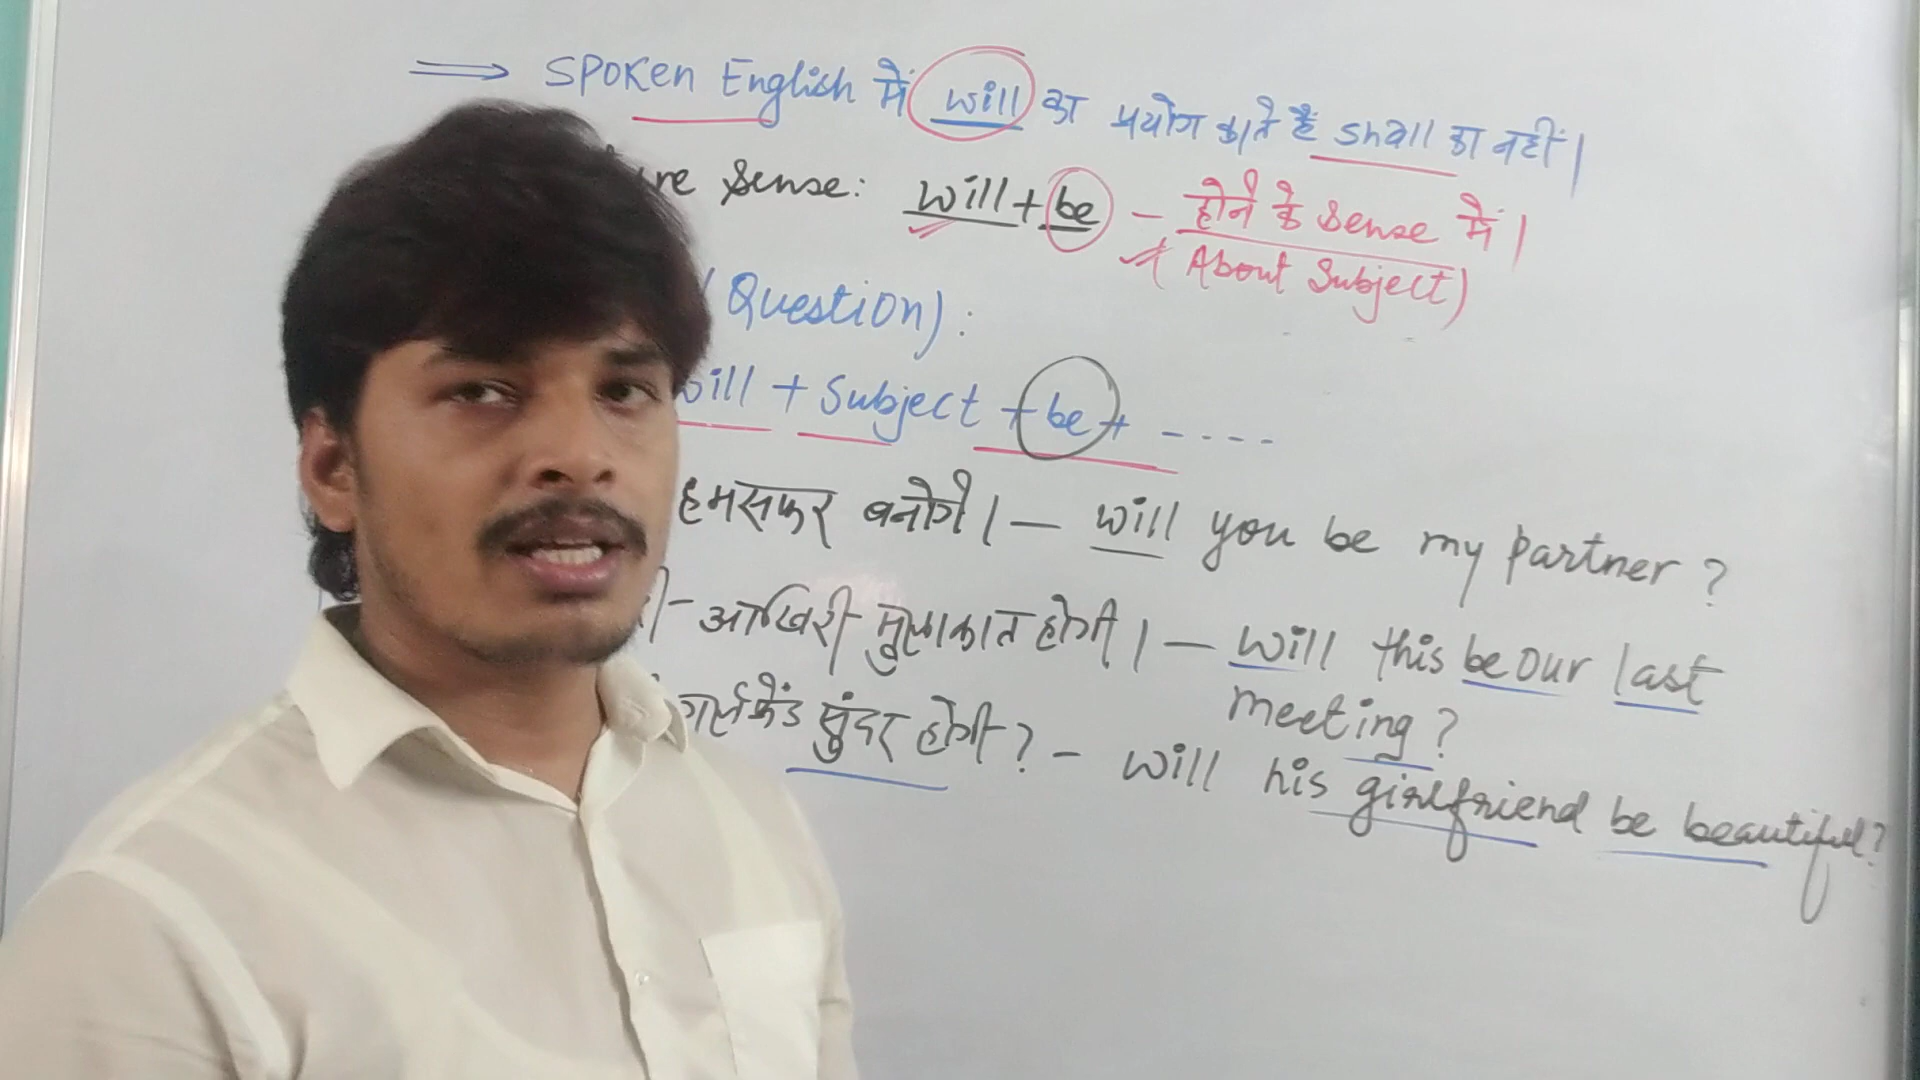 ⇒ Spoken English में will का प्रयोग करते हैं shall का नहीं।
re Sense: will + be – होने के Sense में।
(About Subject)
(Question):
will + Subject + be + - - - -
हमसफर बनोगे। — will you be my partner?
आखिरी मुलाकात होगी। — will this be our last
meeting?
गर्लफ्रेंड सुंदर होगी? – will his girlfriend be beautiful?